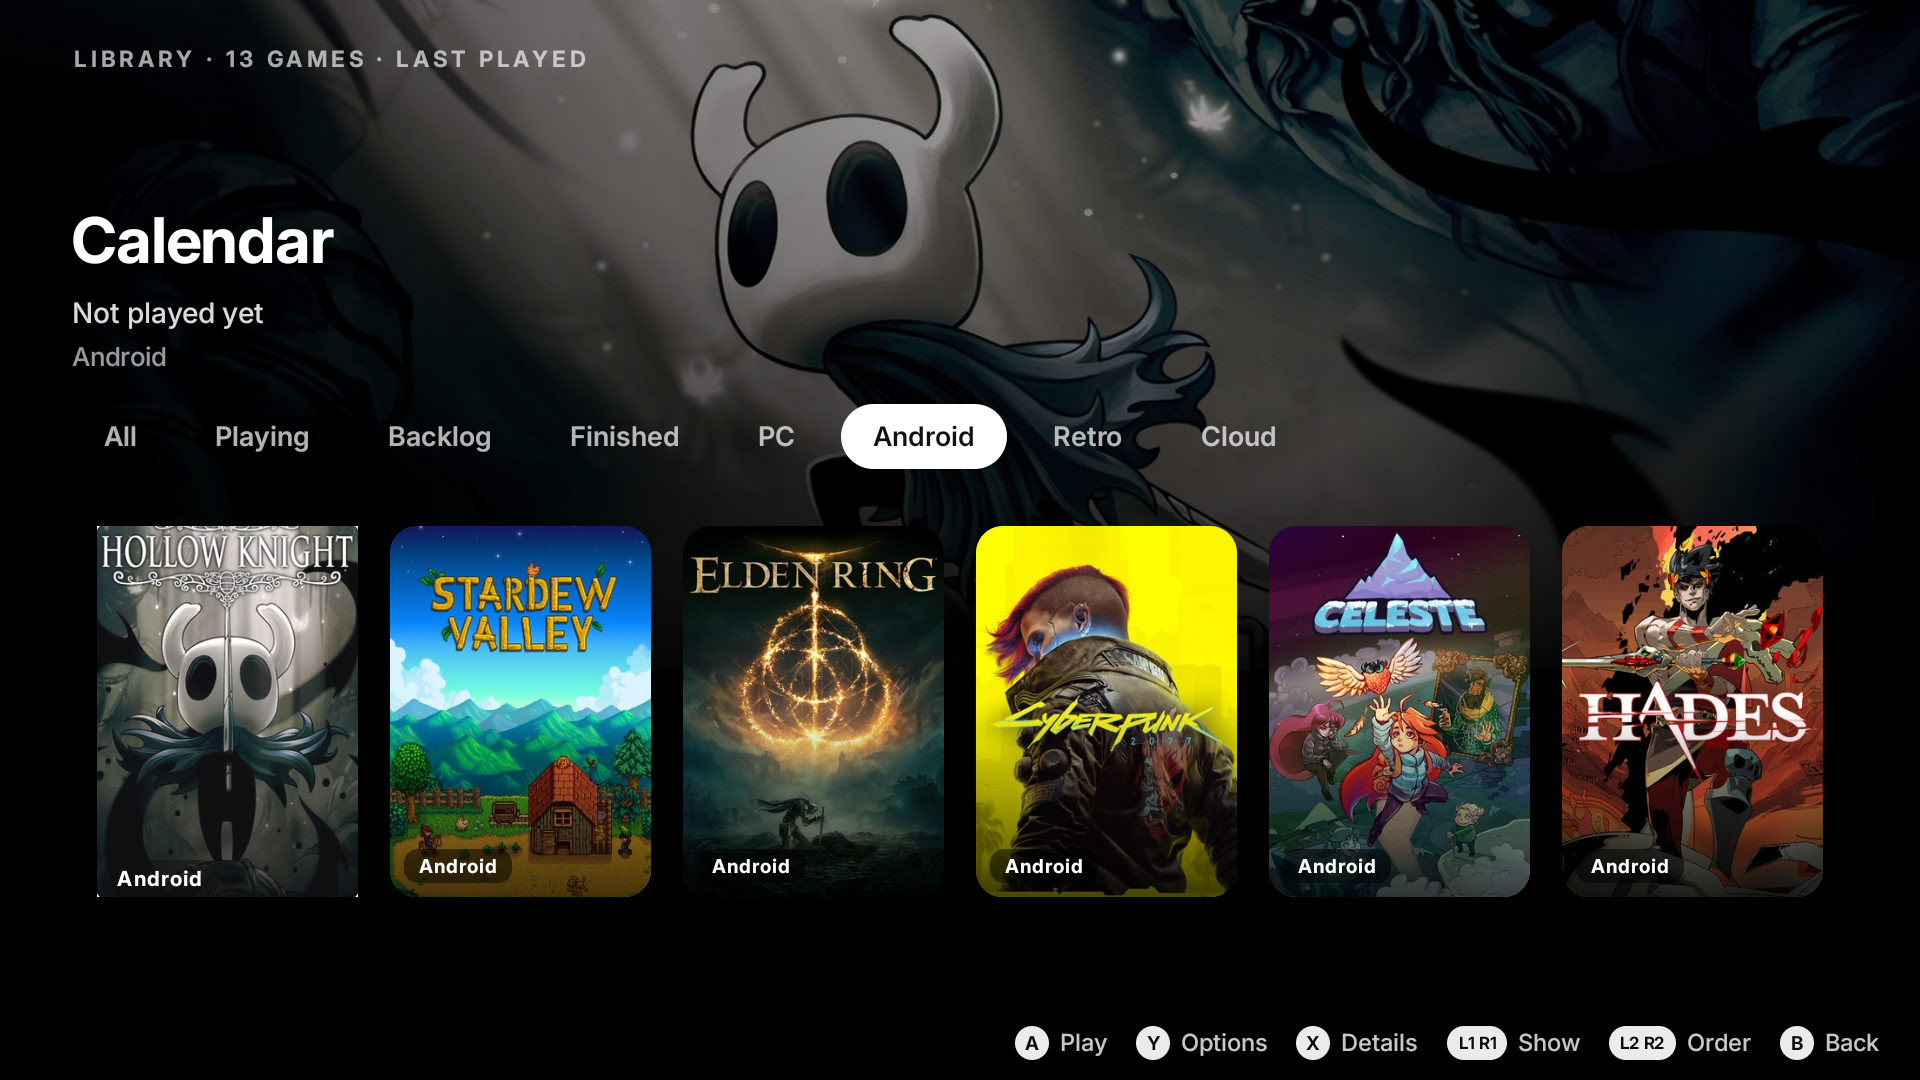 LIBRARY · 13 GAMES · LAST PLAYED
Calendar
Not played yet
Android
All Playing Backlog Finished PC Android Retro Cloud
HOLLOW KNIGHT
Android
STARDEW
VALLEY
Android
ELDEN RING
Android
CYBERPUNK
2077
Android
CELESTE
Android
HADES
Android
A Play Y Options X Details L1 R1 Show L2 R2 Order B Back